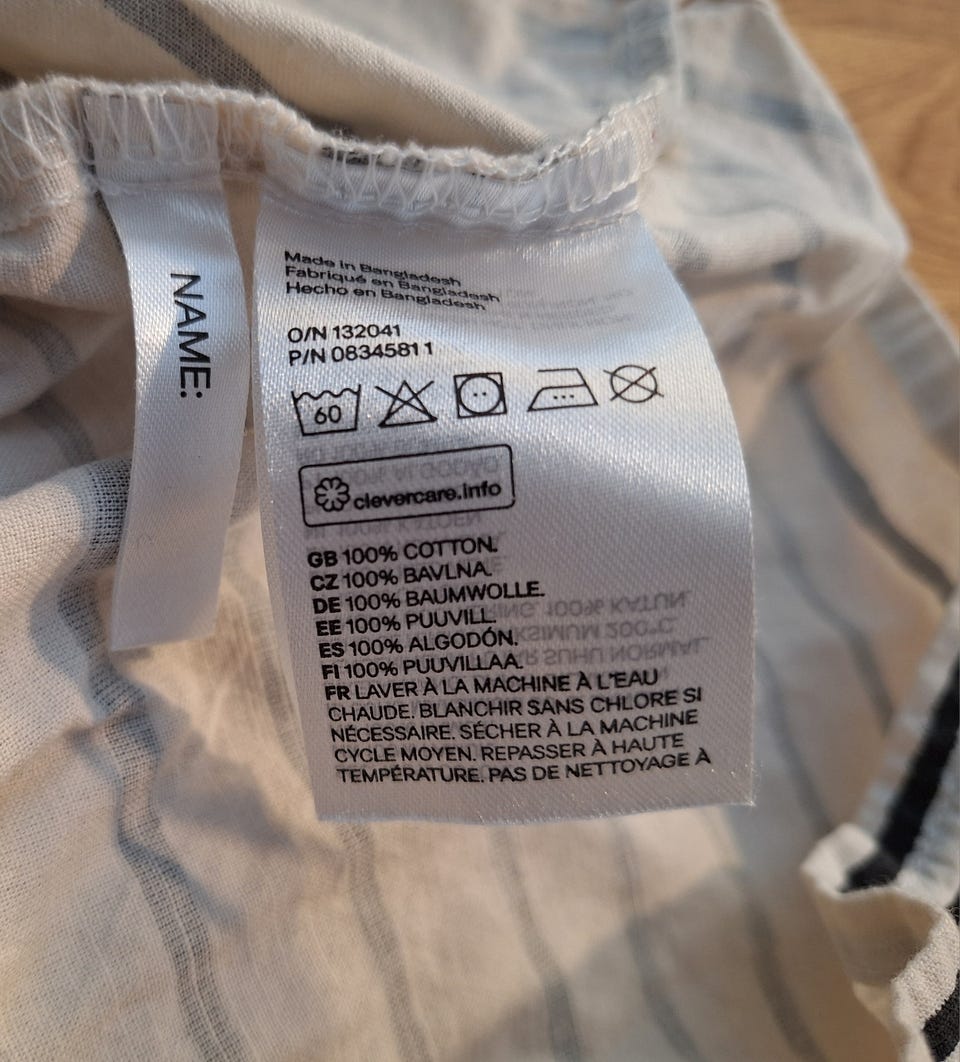 NAME:
Made in Bangladesh
Fabriqué en Bangladesh
Hecho en Bangladesh
O/N 132041
P/N 0834581 1
60
clevercare.info
GB 100% COTTON.
CZ 100% BAVLNA.
DE 100% BAUMWOLLE.
EE 100% PUUVILL.
ES 100% ALGODÓN.
FI 100% PUUVILLAA.
FR LAVER À LA MACHINE À L'EAU
CHAUDE. BLANCHIR SANS CHLORE SI
NÉCESSAIRE. SÉCHER À LA MACHINE
CYCLE MOYEN. REPASSER À HAUTE
TEMPÉRATURE. PAS DE NETTOYAGE À